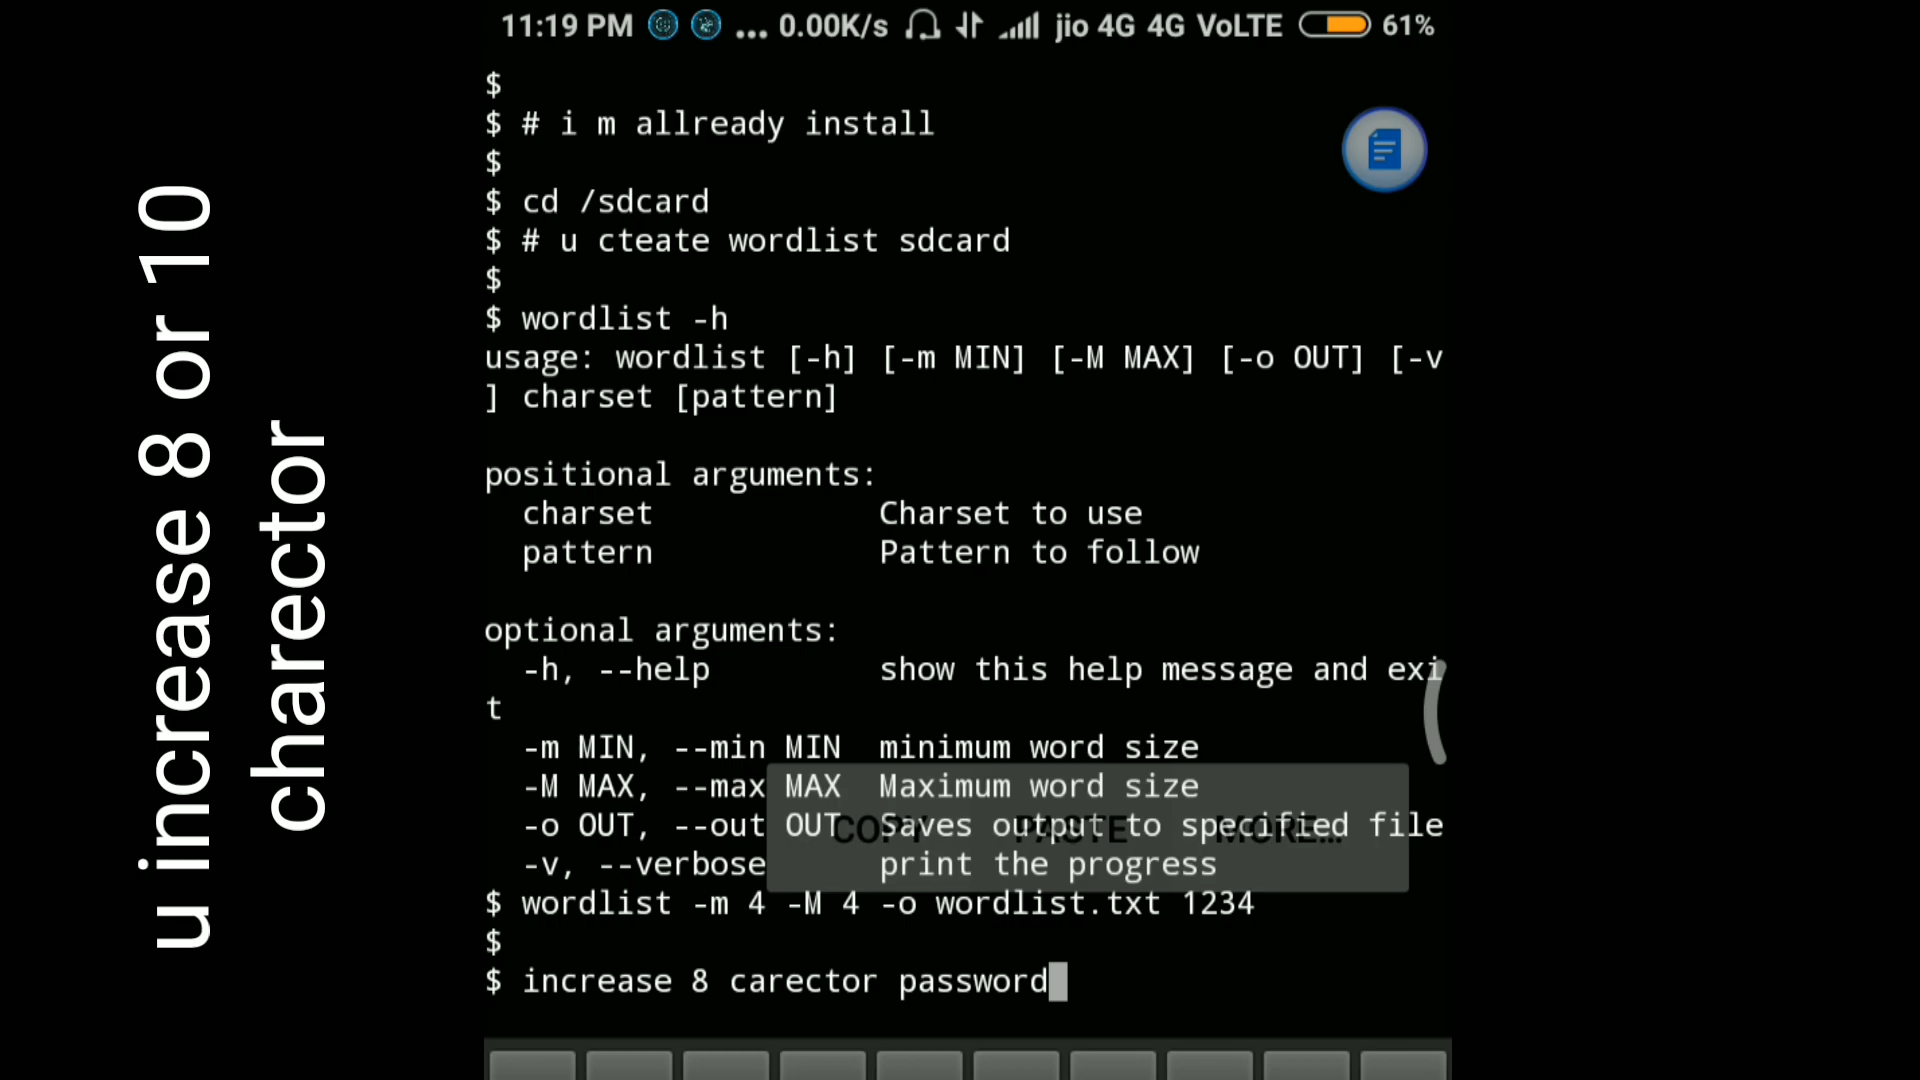 u increase 8 or 10
charector
11:19 PM ... 0.00K/s jio 4G 4G VoLTE 61%
$
$ # i m allready install
$
$ cd /sdcard
$ # u cteate wordlist sdcard
$
$ wordlist -h
usage: wordlist [-h] [-m MIN] [-M MAX] [-o OUT] [-v
] charset [pattern]
positional arguments:
charset Charset to use
pattern Pattern to follow
optional arguments:
-h, --help show this help message and exi
t
-m MIN, --min MIN minimum word size
-M MAX, --max MAX Maximum word size
-o OUT, --out OUT Saves output to specified file
COPY PASTE MORE...
-v, --verbose print the progress
$ wordlist -m 4 -M 4 -o wordlist.txt 1234
$
$ increase 8 carector password